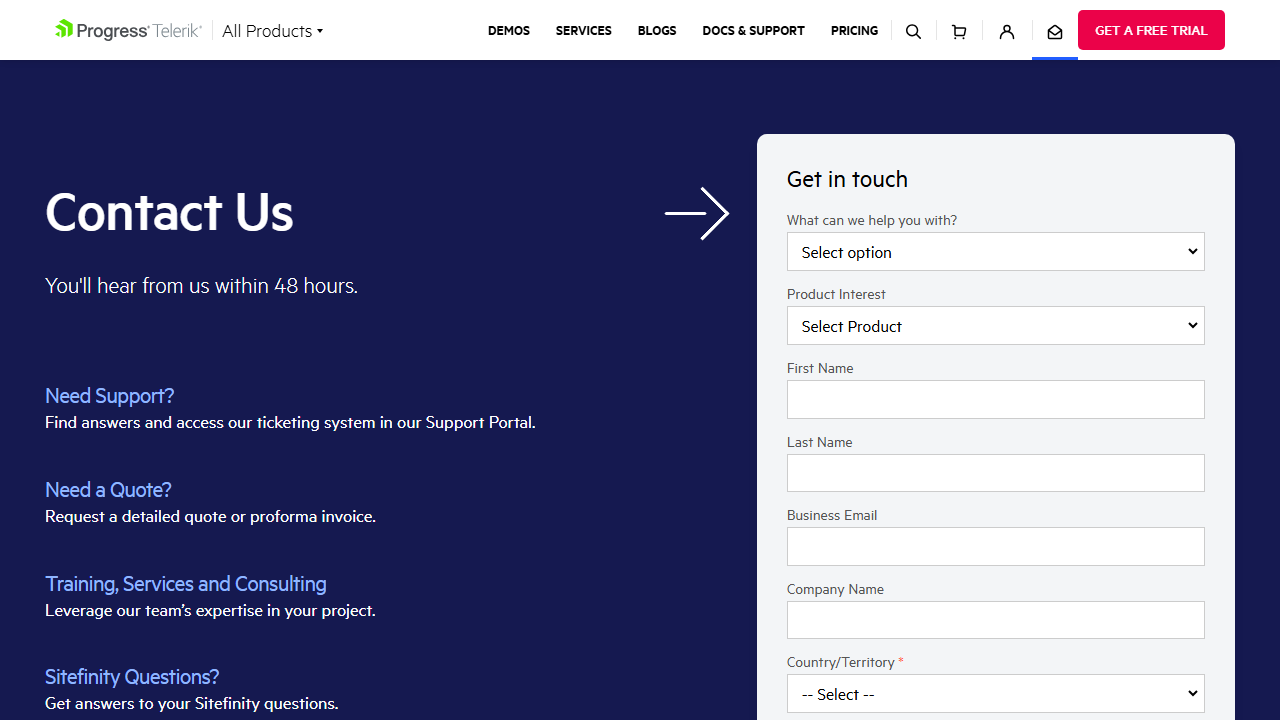 Progress Telerik All Products DEMOS SERVICES BLOGS DOCS & SUPPORT PRICING GET A FREE TRIAL
Contact Us
You'll hear from us within 48 hours.
Need Support?
Find answers and access our ticketing system in our Support Portal.
Need a Quote?
Request a detailed quote or proforma invoice.
Training, Services and Consulting
Leverage our team's expertise in your project.
Sitefinity Questions?
Get answers to your Sitefinity questions.
Get in touch
What can we help you with?
Select option
Product Interest
Select Product
First Name
Last Name
Business Email
Company Name
Country/Territory *
-- Select --